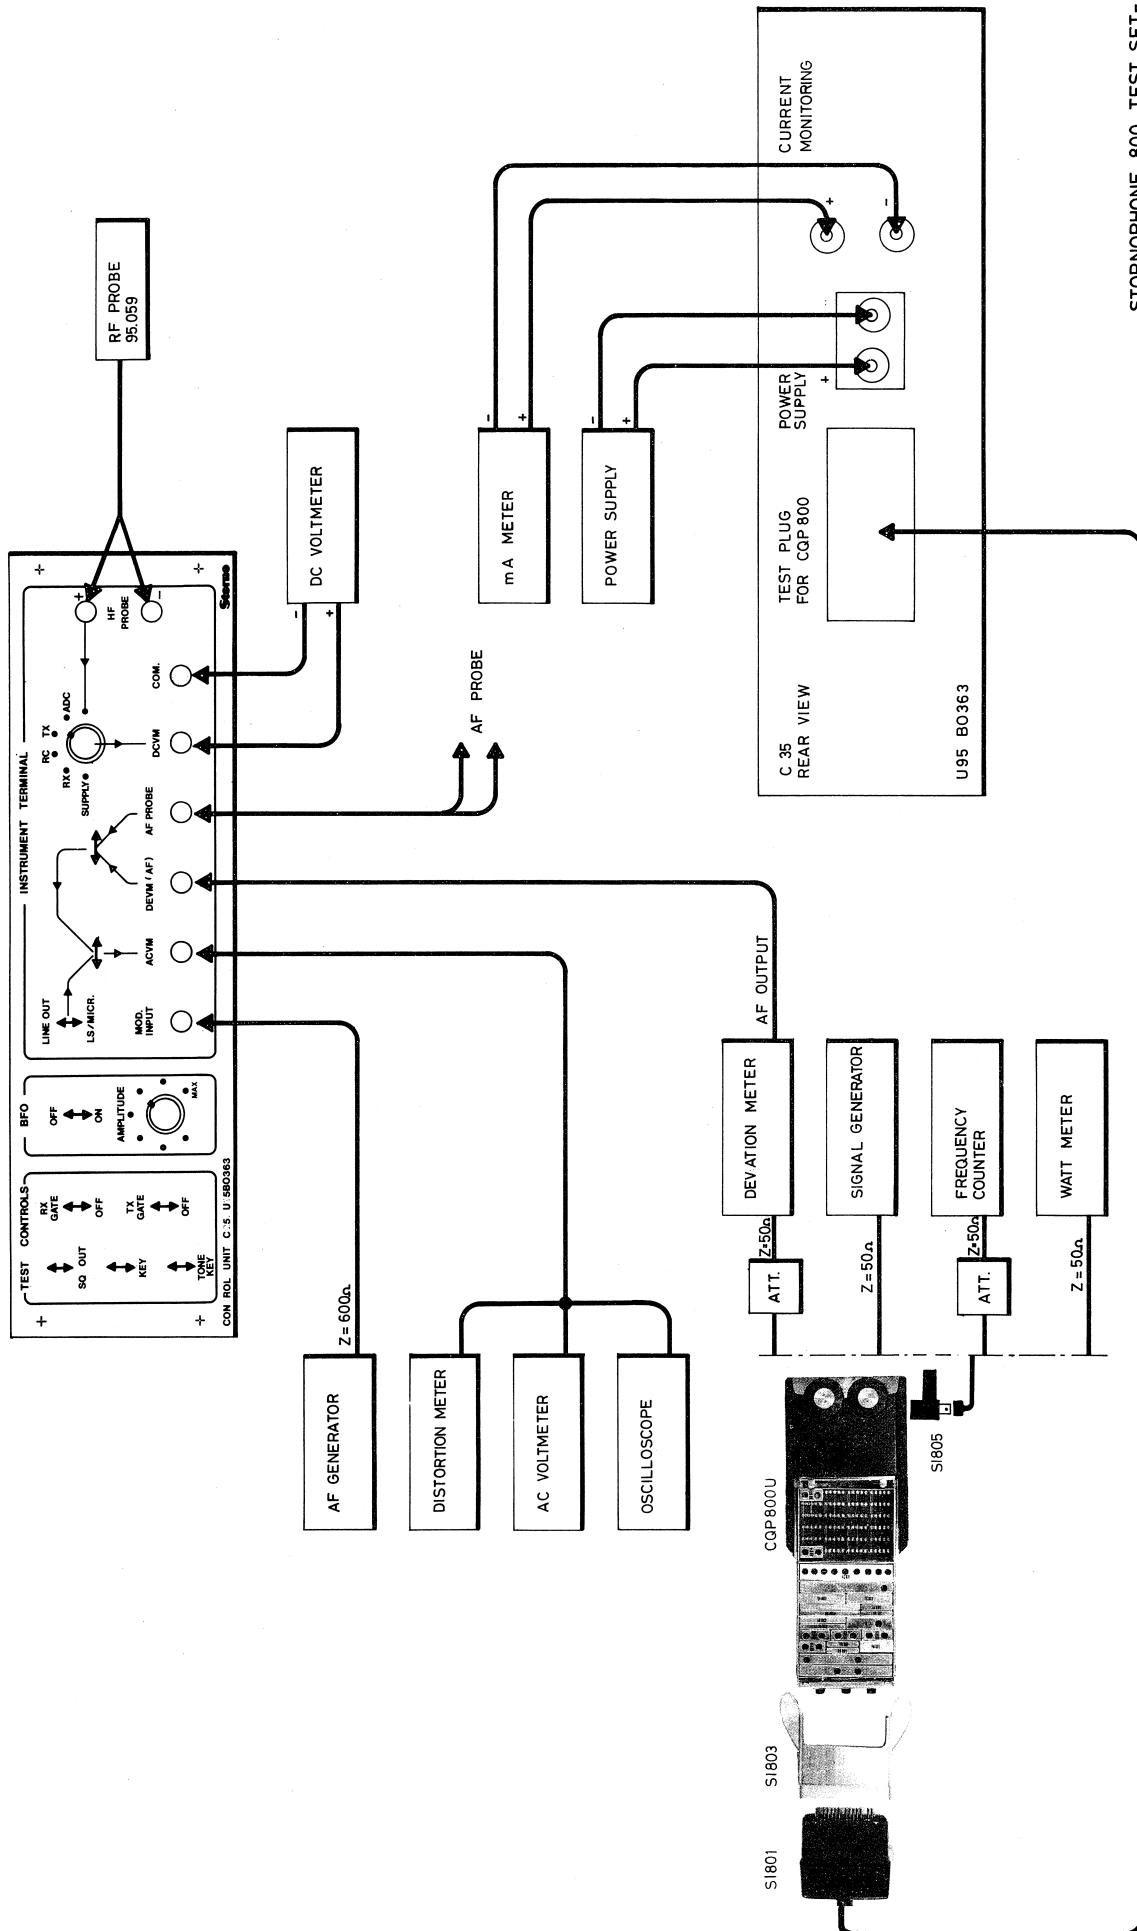 RF PROBE
95.059
INSTRUMENT TERMINAL
HF
PROBE
+
-
Storno
COM.
DCVM
AF PROBE
DEVM (AF)
ACVM
MOD.
INPUT
SUPPLY
RX
RC
TX
ADC
LINE OUT
LS/MICR.
BFO
OFF
ON
AMPLITUDE
MAX
TEST CONTROLS
RX
GATE
OFF
TX
GATE
OFF
SQ OUT
KEY
TONE
KEY
CON ROL UNIT
DC VOLTMETER
-
+
AF PROBE
mA METER
-
+
POWER SUPPLY
-
+
CURRENT
MONITORING
+
-
POWER
SUPPLY
+
TEST PLUG
FOR CQP800
C 35
REAR VIEW
U95 B0363
Z=600Ω
AF GENERATOR
DISTORTION METER
AC VOLTMETER
OSCILLOSCOPE
AF OUTPUT
DEVIATION METER
SIGNAL GENERATOR
FREQUENCY
COUNTER
WATT METER
Z=50Ω
Z=50Ω
Z=50Ω
Z=50Ω
ATT.
ATT.
SI805
CQP800U
SI803
SI801
STORNOPHONE 800 TEST SET-